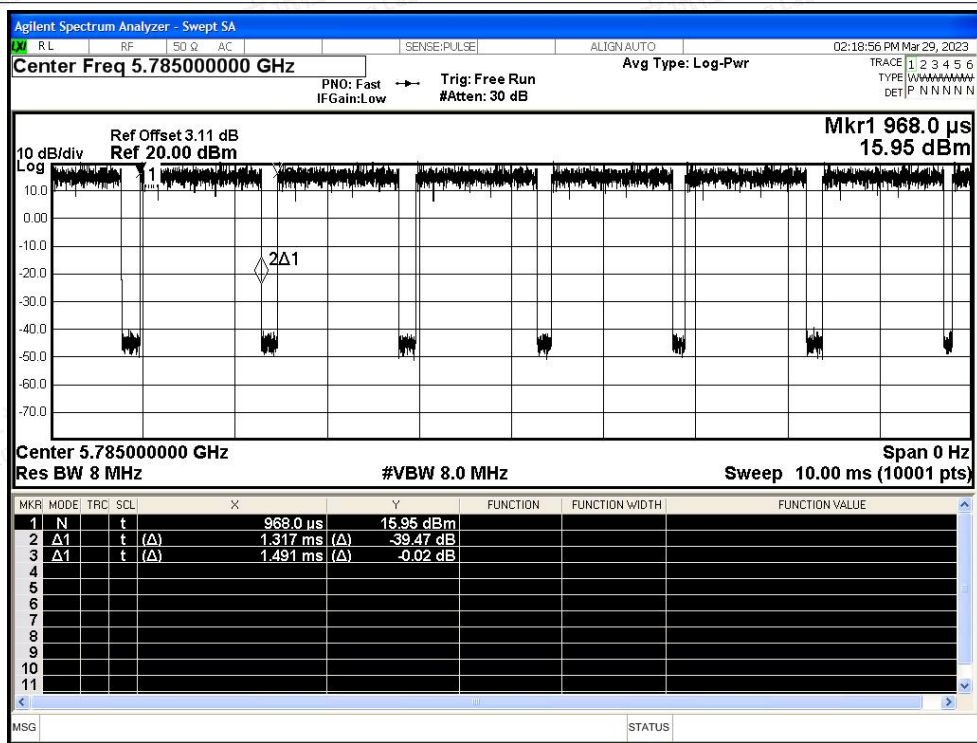 Agilent Spectrum Analyzer - Swept SA
LXI RL RF 50 Ω AC SENSE:PULSE ALIGN AUTO 02:18:56 PM Mar 29, 2023
Center Freq 5.785000000 GHz
PNO: Fast
IFGain:Low
Trig: Free Run
#Atten: 30 dB
Avg Type: Log-Pwr
TRACE 1 2 3 4 5 6
TYPE WWWWWWWW
DET P N N N N N
Mkr1 968.0 µs
15.95 dBm
Ref Offset 3.11 dB
10 dB/div Ref 20.00 dBm
Log
1
10.0
0.00
-10.0
2Δ1
-20.0
-30.0
-40.0
-50.0
-60.0
-70.0
Center 5.785000000 GHz Span 0 Hz
Res BW 8 MHz #VBW 8.0 MHz Sweep 10.00 ms (10001 pts)
MKR MODE TRC SCL X Y FUNCTION FUNCTION WIDTH FUNCTION VALUE
1 N t 968.0 µs 15.95 dBm
2 Δ1 t (Δ) 1.317 ms (Δ) -39.47 dB
3 Δ1 t (Δ) 1.491 ms (Δ) -0.02 dB
4
5
6
7
8
9
10
11
MSG STATUS